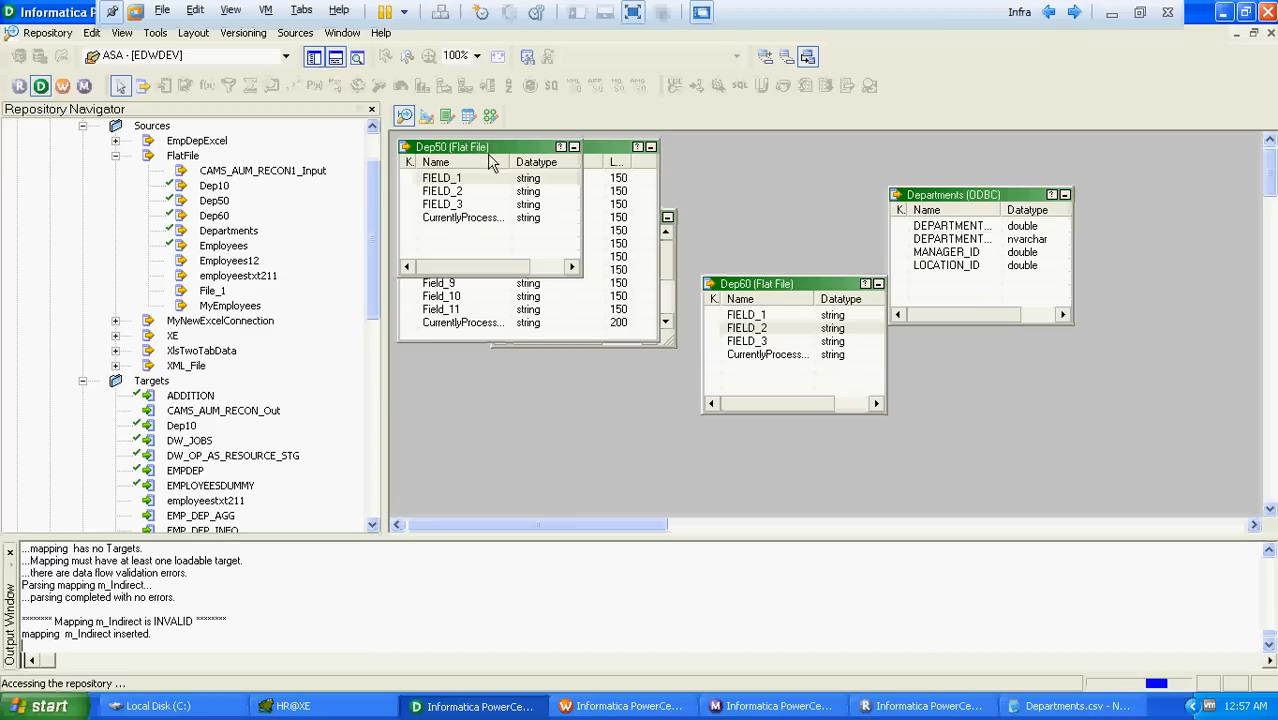 Informatica P
File
Edit
View
VM
Tabs
Help
Infra
Repository
Edit
View
Tools
Layout
Versioning
Sources
Window
Help
ASA - [EDWDEV]
100%
Repository Navigator
Sources
EmpDepExcel
FlatFile
CAMS_AUM_RECON1_Input
Dep10
Dep50
Dep60
Departments
Employees
Employees12
employeestxt211
File_1
MyEmployees
MyNewExcelConnection
XE
XlsTwoTabData
XML_File
Targets
ADDITION
CAMS_AUM_RECON_Out
Dep10
DW_JOBS
DW_OP_AS_RESOURCE_STG
EMPDEP
EMPLOYEESDUMMY
employeestxt211
EMP_DEP_AGG
EMP_DEP_INFO
Dep50 (Flat File)
K. Name Datatype L...
FIELD_1 string 150
FIELD_2 string 150
FIELD_3 string 150
CurrentlyProcess... string 150
150
150
150
150
Field_9 string 150
Field_10 string 150
Field_11 string 150
CurrentlyProcess... string 200
Dep60 (Flat File)
K. Name Datatype
FIELD_1 string
FIELD_2 string
FIELD_3 string
CurrentlyProcess... string
Departments (ODBC)
K. Name Datatype
DEPARTMENT... double
DEPARTMENT... nvarchar
MANAGER_ID double
LOCATION_ID double
Output Window
...mapping has no Targets.
...Mapping must have at least one loadable target.
...there are data flow validation errors.
Parsing mapping m_Indirect...
...parsing completed with no errors.
******** Mapping m_Indirect is INVALID ********
mapping m_Indirect inserted.
Accessing the repository ...
start
Local Disk (C:)
HR@XE
Informatica PowerCe...
Informatica PowerCe...
Informatica PowerCe...
Informatica PowerCe...
Departments.csv - N...
12:57 AM